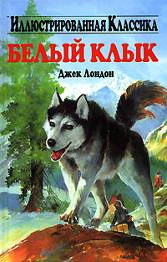 Иллюстрированная Классика
БЕЛЫЙ КЛЫК
Джек Лондон